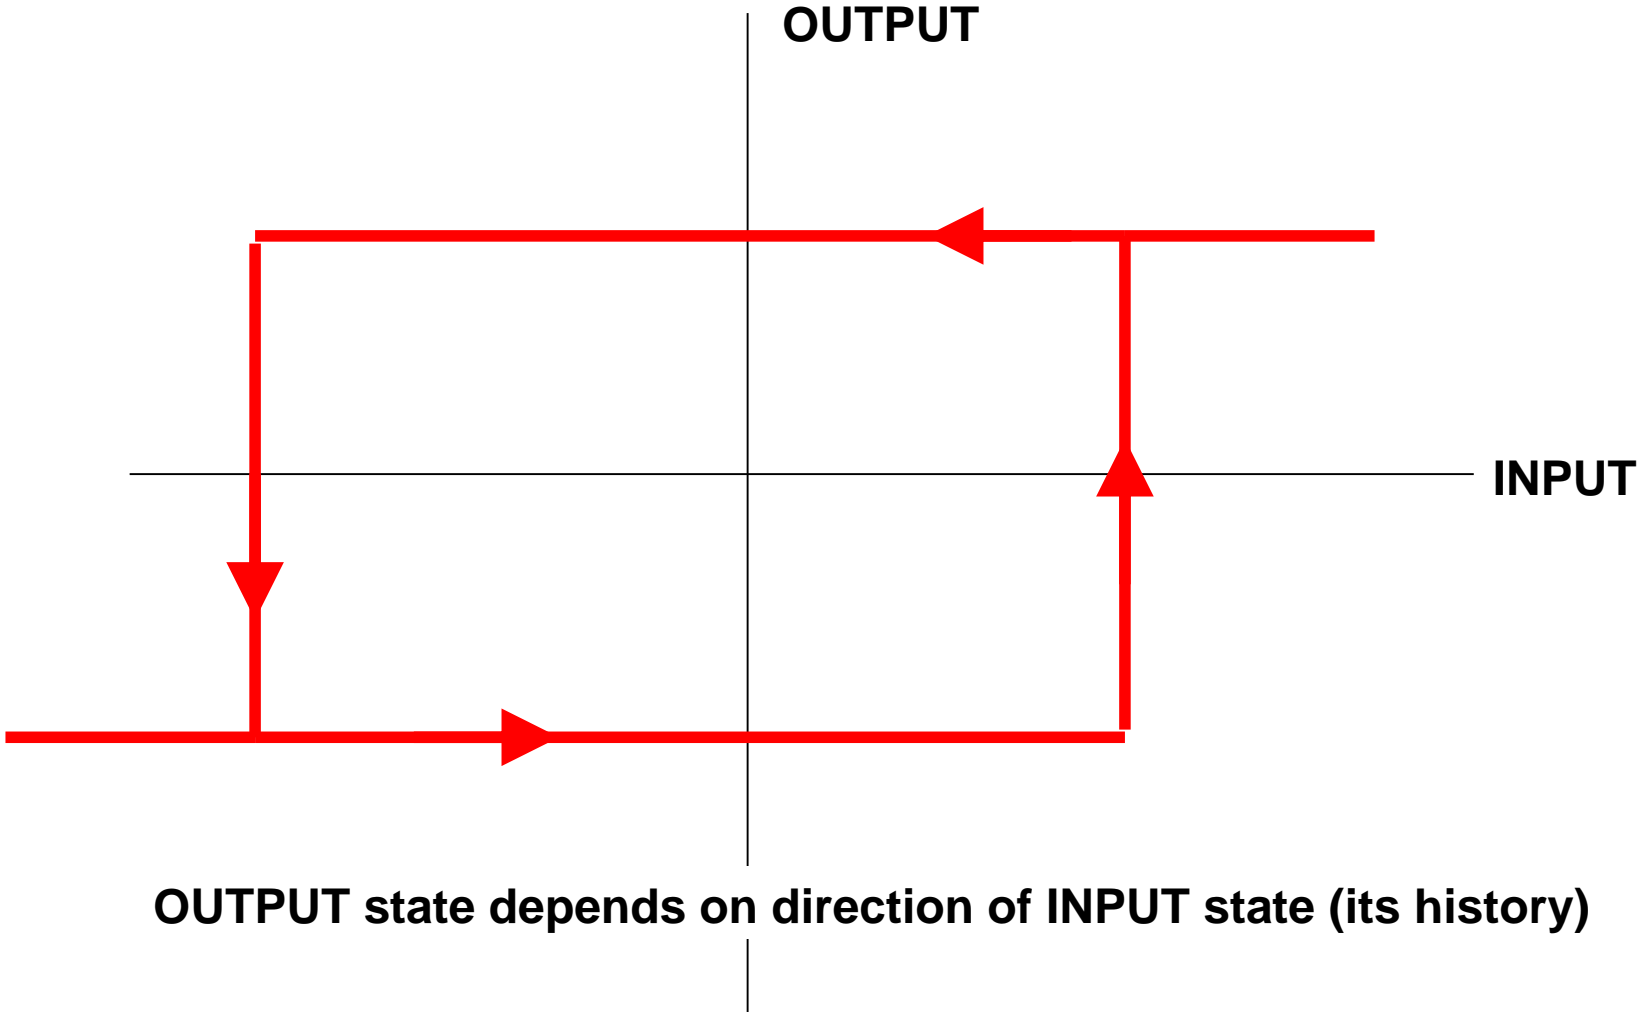 OUTPUT
INPUT
OUTPUT state depends on direction of INPUT state (its history)